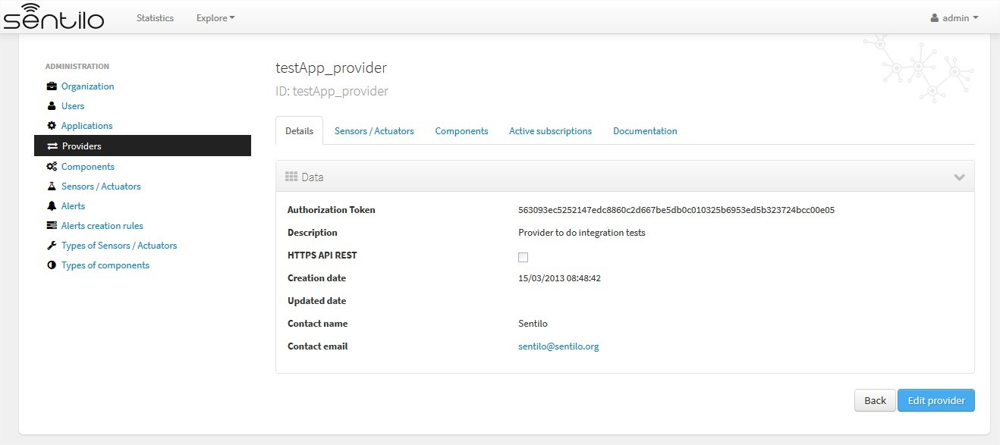 sentilo
Statistics
Explore
admin
ADMINISTRATION
Organization
Users
Applications
Providers
Components
Sensors / Actuators
Alerts
Alerts creation rules
Types of Sensors / Actuators
Types of components
testApp_provider
ID: testApp_provider
Details Sensors / Actuators Components Active subscriptions Documentation
Data
Authorization Token 563093ec5252147edc8860c2d667be5db0c010325b6953ed5b323724bcc00e05
Description Provider to do integration tests
HTTPS API REST
Creation date 15/03/2013 08:48:42
Updated date
Contact name Sentilo
Contact email sentilo@sentilo.org
Back Edit provider